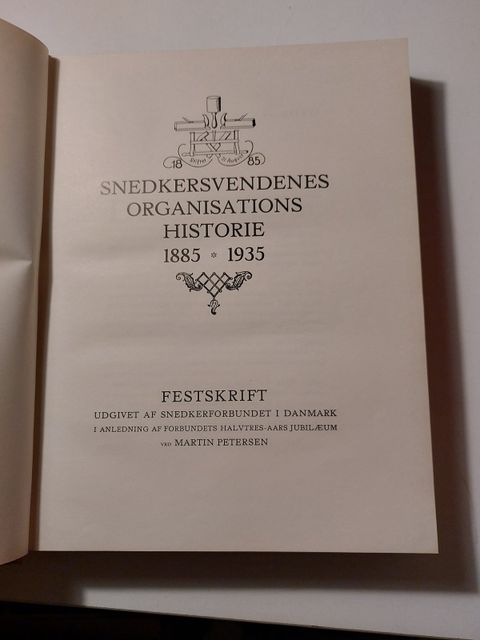 18 85
SNEDKERSVENDENES
ORGANISATIONS
HISTORIE
1885 * 1935
FESTSKRIFT
UDGIVET AF SNEDKERFORBUNDET I DANMARK
I ANLEDNING AF FORBUNDETS HALVTRES-AARS JUBILÆUM
VED MARTIN PETERSEN